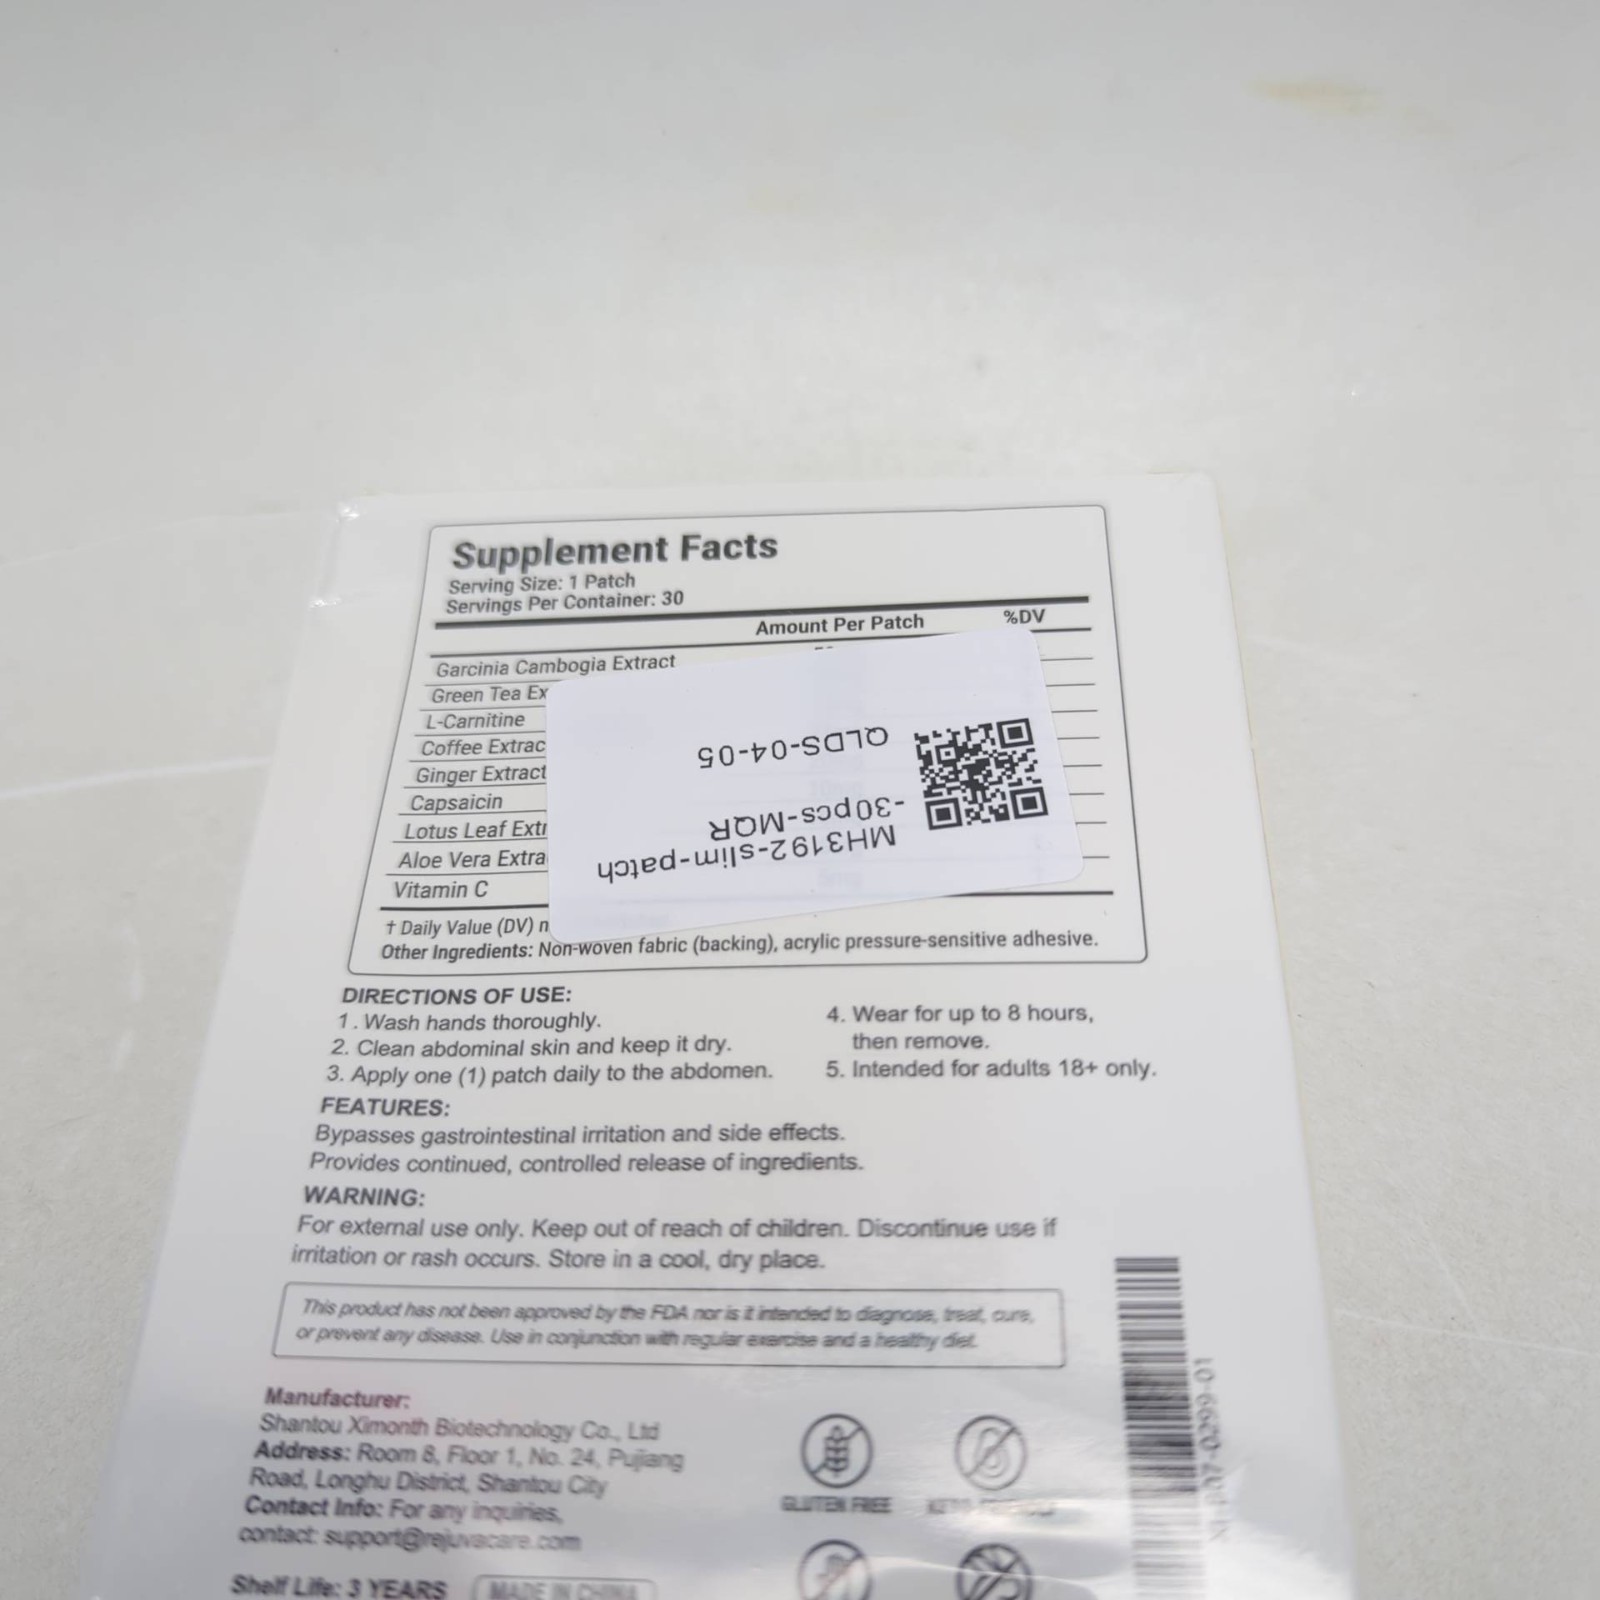 Supplement Facts
Serving Size: 1 Patch
Servings Per Container: 30
Amount Per Patch %DV
Garcinia Cambogia Extract
Green Tea Ex
L-Carnitine
Coffee Extrac
Ginger Extract
Capsaicin
Lotus Leaf Extr
Aloe Vera Extra
Vitamin C
† Daily Value (DV) n
Other Ingredients: Non-woven fabric (backing), acrylic pressure-sensitive adhesive.
MH3192-slim-patch
-30pcs-MQR
QLDS-04-05
DIRECTIONS OF USE:
1. Wash hands thoroughly.
2. Clean abdominal skin and keep it dry.
3. Apply one (1) patch daily to the abdomen.
4. Wear for up to 8 hours,
then remove.
5. Intended for adults 18+ only.
FEATURES:
Bypasses gastrointestinal irritation and side effects.
Provides continued, controlled release of ingredients.
WARNING:
For external use only. Keep out of reach of children. Discontinue use if
irritation or rash occurs. Store in a cool, dry place.
This product has not been approved by the FDA nor is it intended to diagnose, treat, cure,
or prevent any disease. Use in conjunction with regular exercise and a healthy diet.
Manufacturer:
Shantou Ximonth Biotechnology Co., Ltd
Address: Room 8, Floor 1, No. 24, Pujiang
Road, Longhu District, Shantou City
Contact Info: For any inquiries,
contact: support@rejuvacare.com
Shelf Life: 3 YEARS
MADE IN CHINA
GLUTEN FREE